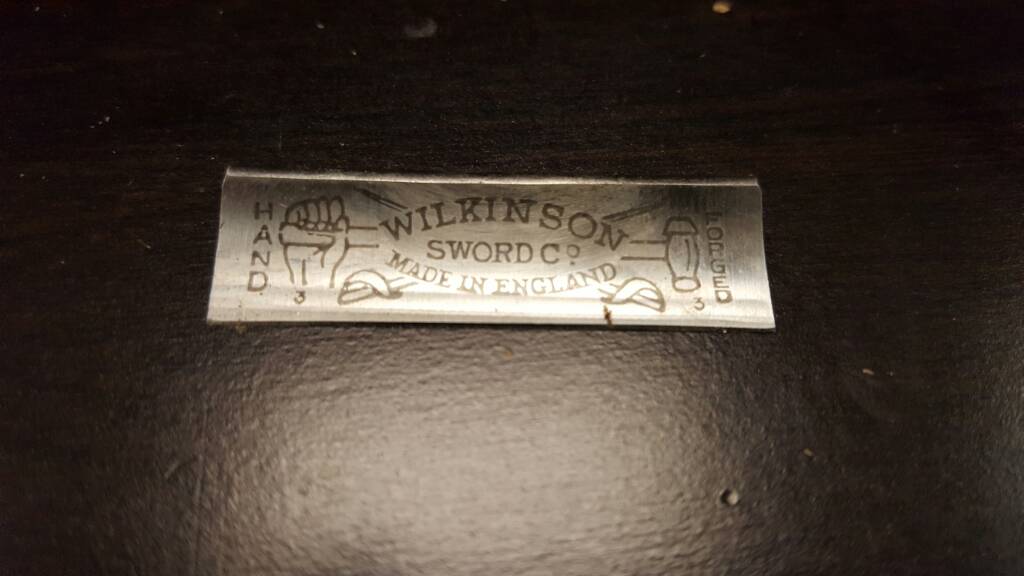 HAND.
3
WILKINSON
SWORD Cº
MADE IN ENGLAND
FORGED
3